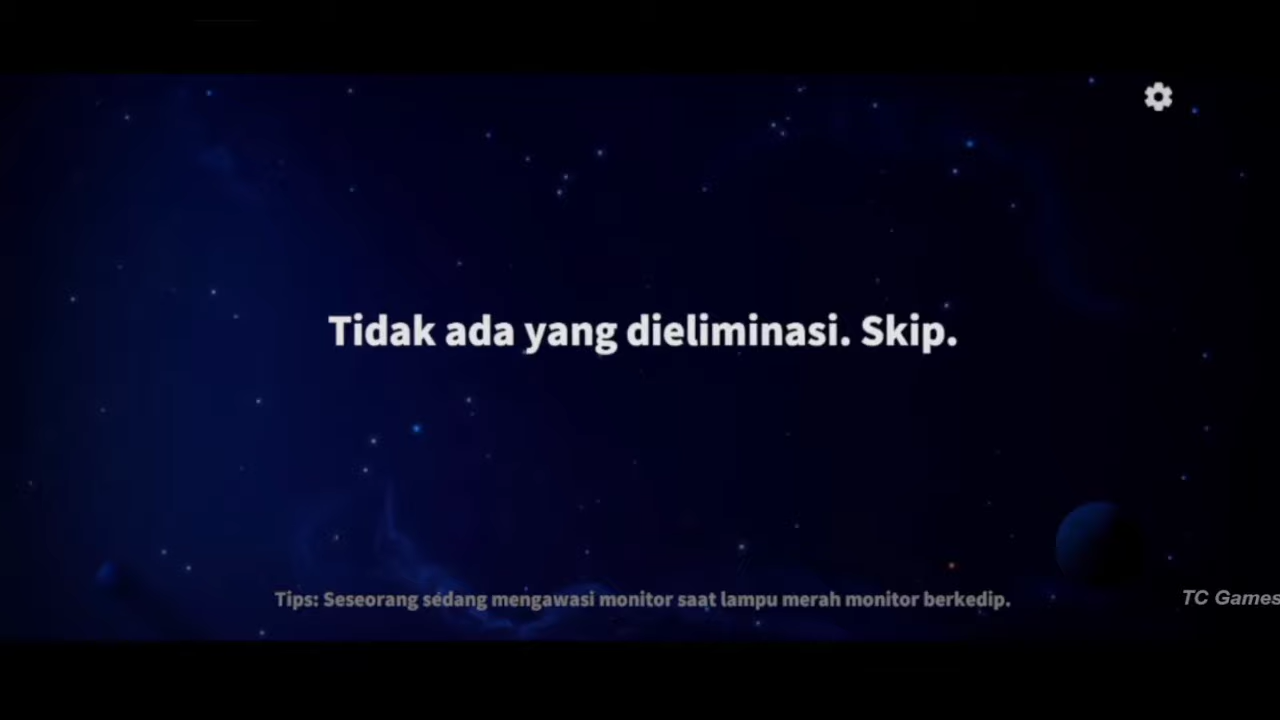 Tidak ada yang dieliminasi. Skip.
Tips: Seseorang sedang mengawasi monitor saat lampu merah monitor berkedip.
TC Games